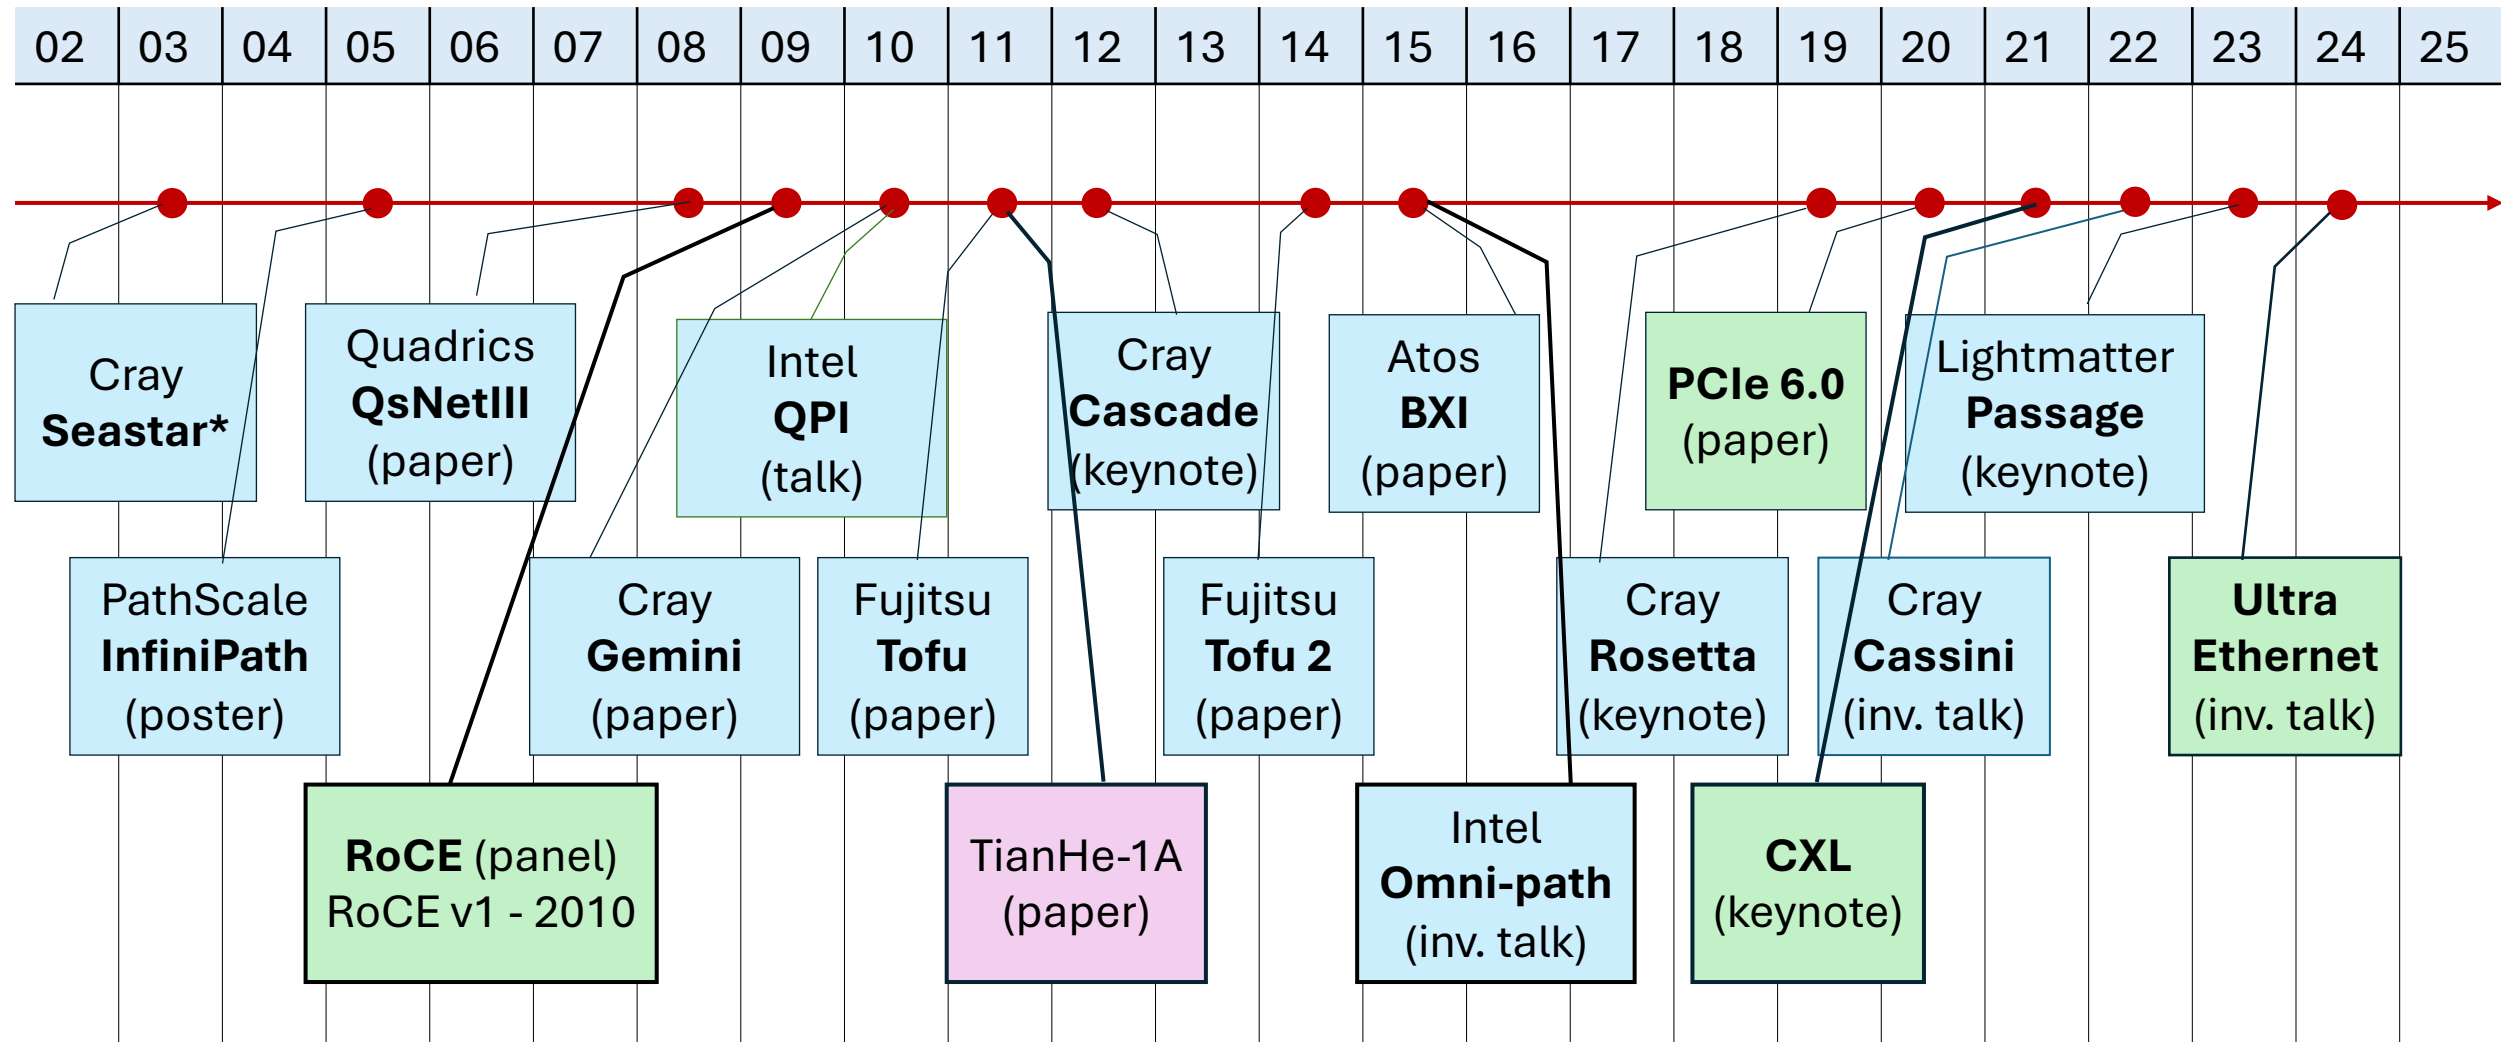 02 03 04 05 06 07 08 09 10 11 12 13 14 15 16 17 18 19 20 21 22 23 24 25
Cray
Seastar*
Quadrics
QsNetIII
(paper)
Intel
QPI
(talk)
Cray
Cascade
(keynote)
Atos
BXI
(paper)
PCIe 6.0
(paper)
Lightmatter
Passage
(keynote)
PathScale
InfiniPath
(poster)
Cray
Gemini
(paper)
Fujitsu
Tofu
(paper)
Fujitsu
Tofu 2
(paper)
Cray
Rosetta
(keynote)
Cray
Cassini
(inv. talk)
Ultra
Ethernet
(inv. talk)
RoCE (panel)
RoCE v1 - 2010
TianHe-1A
(paper)
Intel
Omni-path
(inv. talk)
CXL
(keynote)